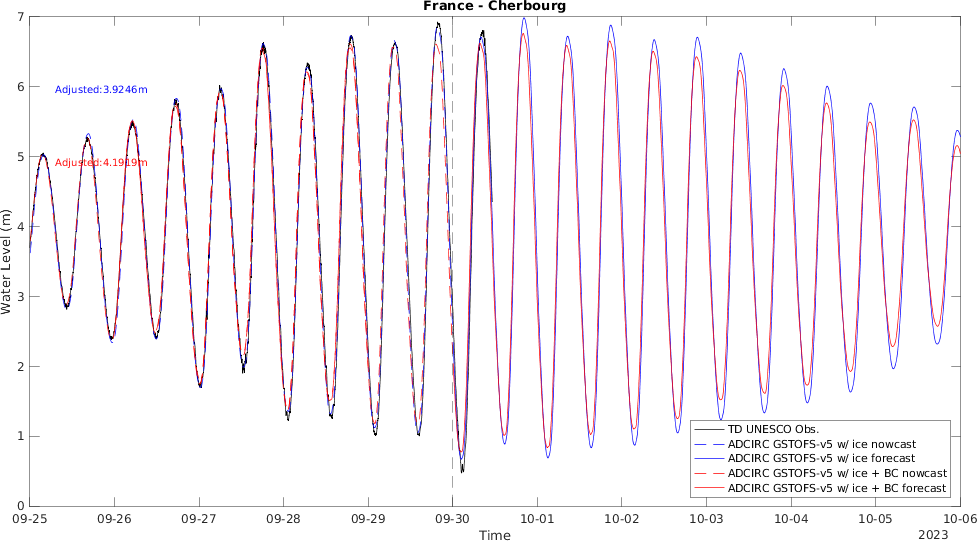 France - Cherbourg
Water Level (m)
7
6
5
4
3
2
1
0
Adjusted:3.9246m
Adjusted:4.1919m
TD UNESCO Obs.
ADCIRC GSTOFS-v5 w/ ice nowcast
ADCIRC GSTOFS-v5 w/ ice forecast
ADCIRC GSTOFS-v5 w/ ice + BC nowcast
ADCIRC GSTOFS-v5 w/ ice + BC forecast
09-25 09-26 09-27 09-28 09-29 09-30 10-01 10-02 10-03 10-04 10-05 10-06
Time
2023